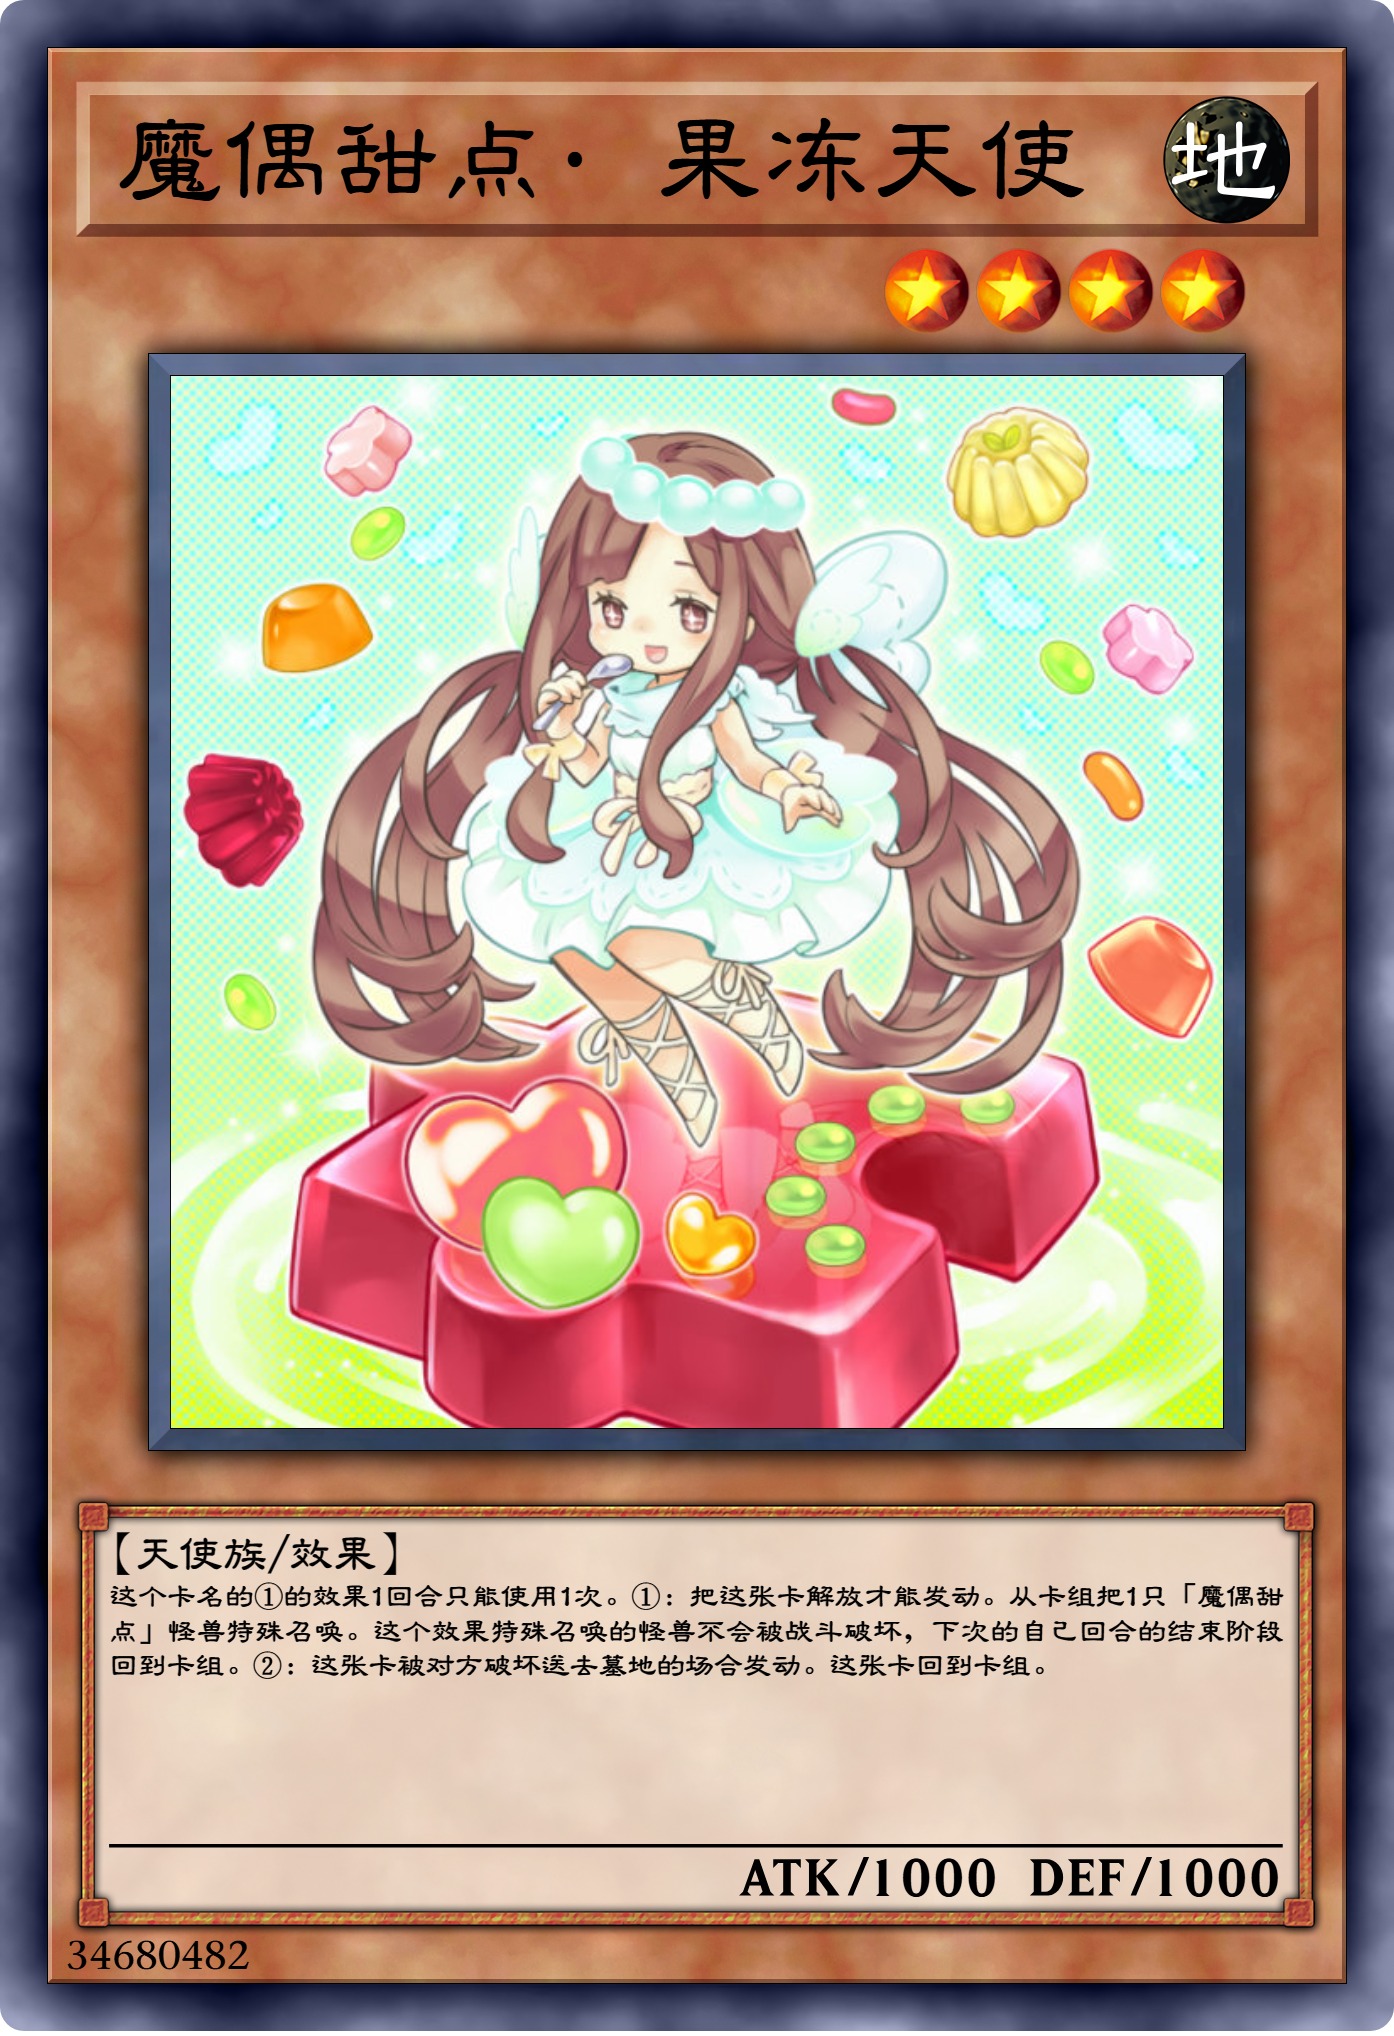 魔偶甜点·果冻天使
地
【天使族/效果】
这个卡名的①的效果1回合只能使用1次。①：把这张卡解放才能发动。从卡组把1只「魔偶甜
点」怪兽特殊召唤。这个效果特殊召唤的怪兽不会被战斗破坏，下次的自己回合的结束阶段
回到卡组。②：这张卡被对方破坏送去墓地的场合发动。这张卡回到卡组。
ATK/1000 DEF/1000
34680482